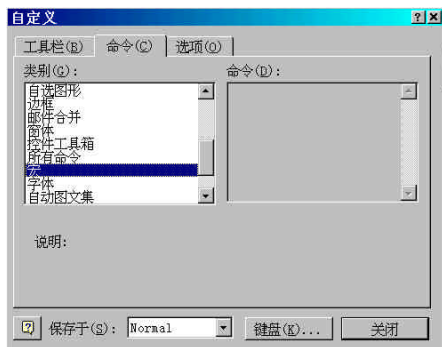 自定义
工具栏(B) 命令(C) 选项(O)
类别(G): 命令(D):
自选图形
边框
邮件合并
窗体
控件工具箱
所有命令
宏
字体
自动图文集
说明:
保存于(S): Normal 键盘(K)... 关闭